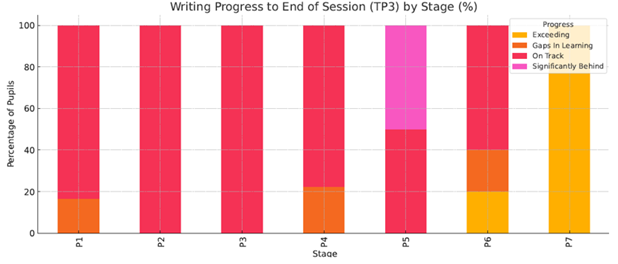 Writing Progress to End of Session (TP3) by Stage (%)
Progress
Exceeding
Gaps In Learning
On Track
Significantly Behind
Percentage of Pupils
100
80
60
40
20
0
P1 P2 P3 P4 P5 P6 P7
Stage